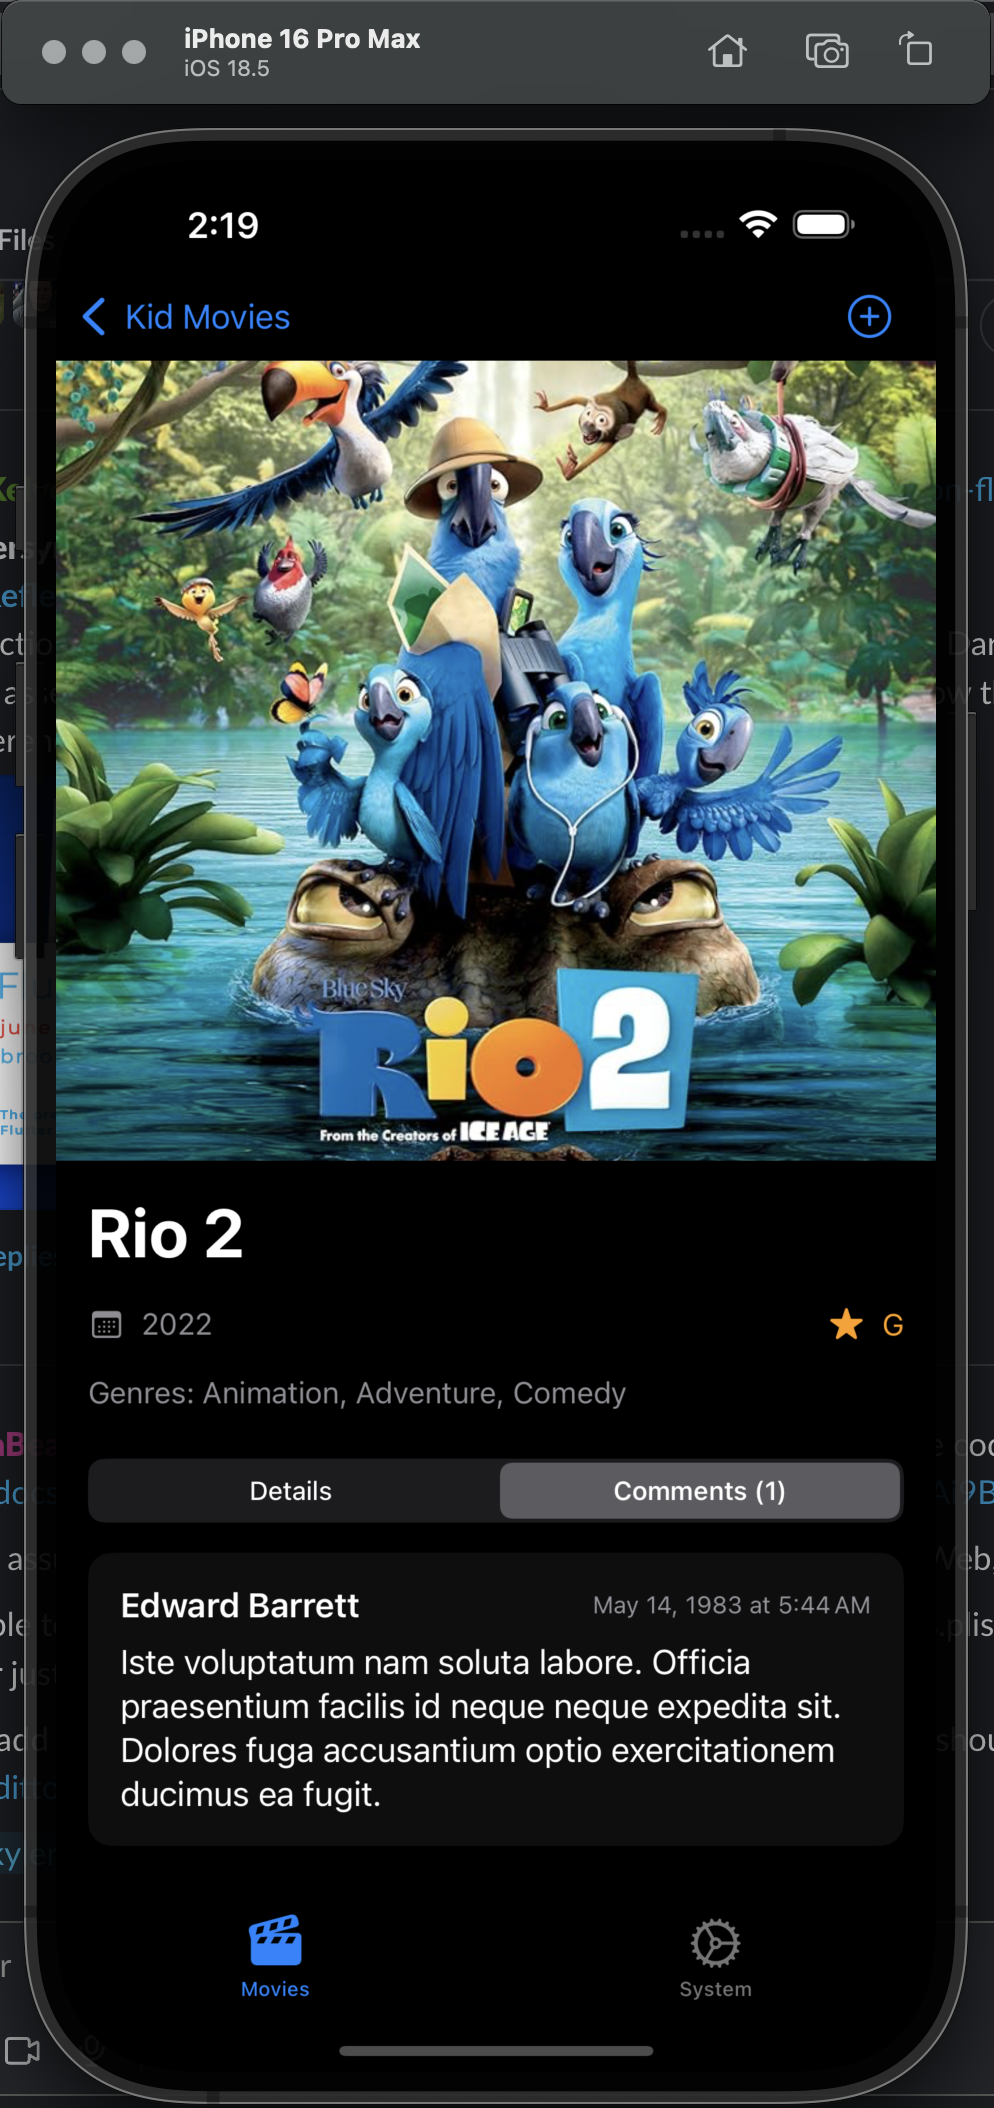 iPhone 16 Pro Max
iOS 18.5
2:19
Files
Kid Movies
Blue Sky
Rio 2
From the Creators of ICE AGE
Rio 2
2022
G
Genres: Animation, Adventure, Comedy
Details
Comments (1)
Edward Barrett
May 14, 1983 at 5:44 AM
Iste voluptatum nam soluta labore. Officia
praesentium facilis id neque neque expedita sit.
Dolores fuga accusantium optio exercitationem
ducimus ea fugit.
Movies
System